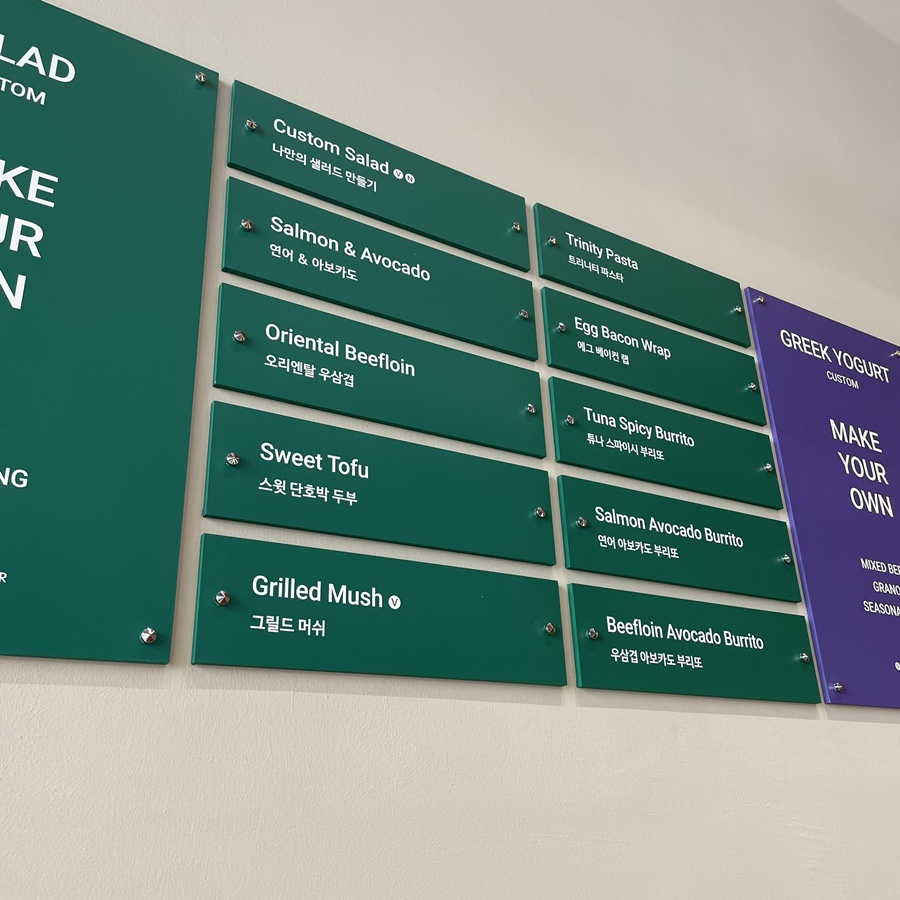 LAD
TOM
KE
UR
N
NG
R
Custom Salad V N
나만의 샐러드 만들기
Salmon & Avocado
연어 & 아보카도
Oriental Beefloin
오리엔탈 우삼겹
Sweet Tofu
스윗 단호박 두부
Grilled Mush V
그릴드 머쉬
Trinity Pasta
트리니티 파스타
Egg Bacon Wrap
에그 베이컨 랩
Tuna Spicy Burrito
튜나 스파이시 부리또
Salmon Avocado Burrito
연어 아보카도 부리또
Beefloin Avocado Burrito
우삼겹 아보카도 부리또
GREEK YOGURT
CUSTOM
MAKE
YOUR
OWN
MIXED BER
GRANO
SEASONA